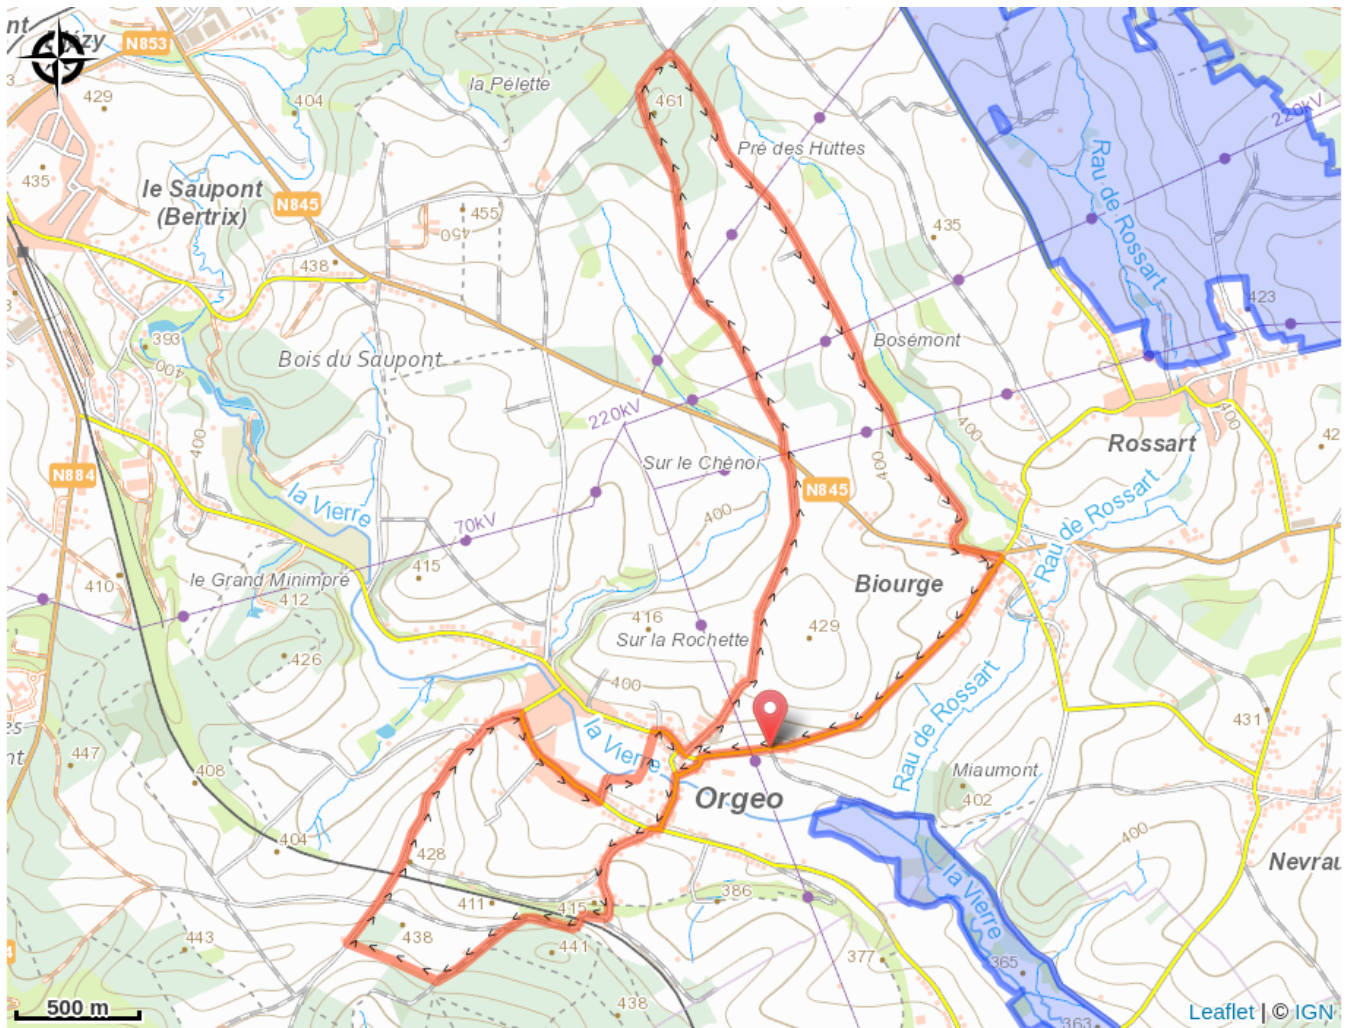 nt
N853
429
404
la Pélette
461
220kV
Pré des Huttes
Rau de Rossart
435
le Saupont
(Bertrix)
N845
455
450
438
435
423
393
400
Bois du Saupont
Bosémont
220kV
400
400
400
Rossart
42
N884
Sur le Chênoi
400
N845
la Vierre
400
70kV
Rau de Rossart
415
410
le Grand Minimpré
412
Biourge
416
429
Sur la Rochette
426
400
Rau de Rossart
431
la Vierre
nt
447
408
Orgeo
Miaumont
402
404
400
428
Nevrau
386
411
415
la Vierre
438
443
441
377
365
438
363
500 m
Leaflet | © IGN